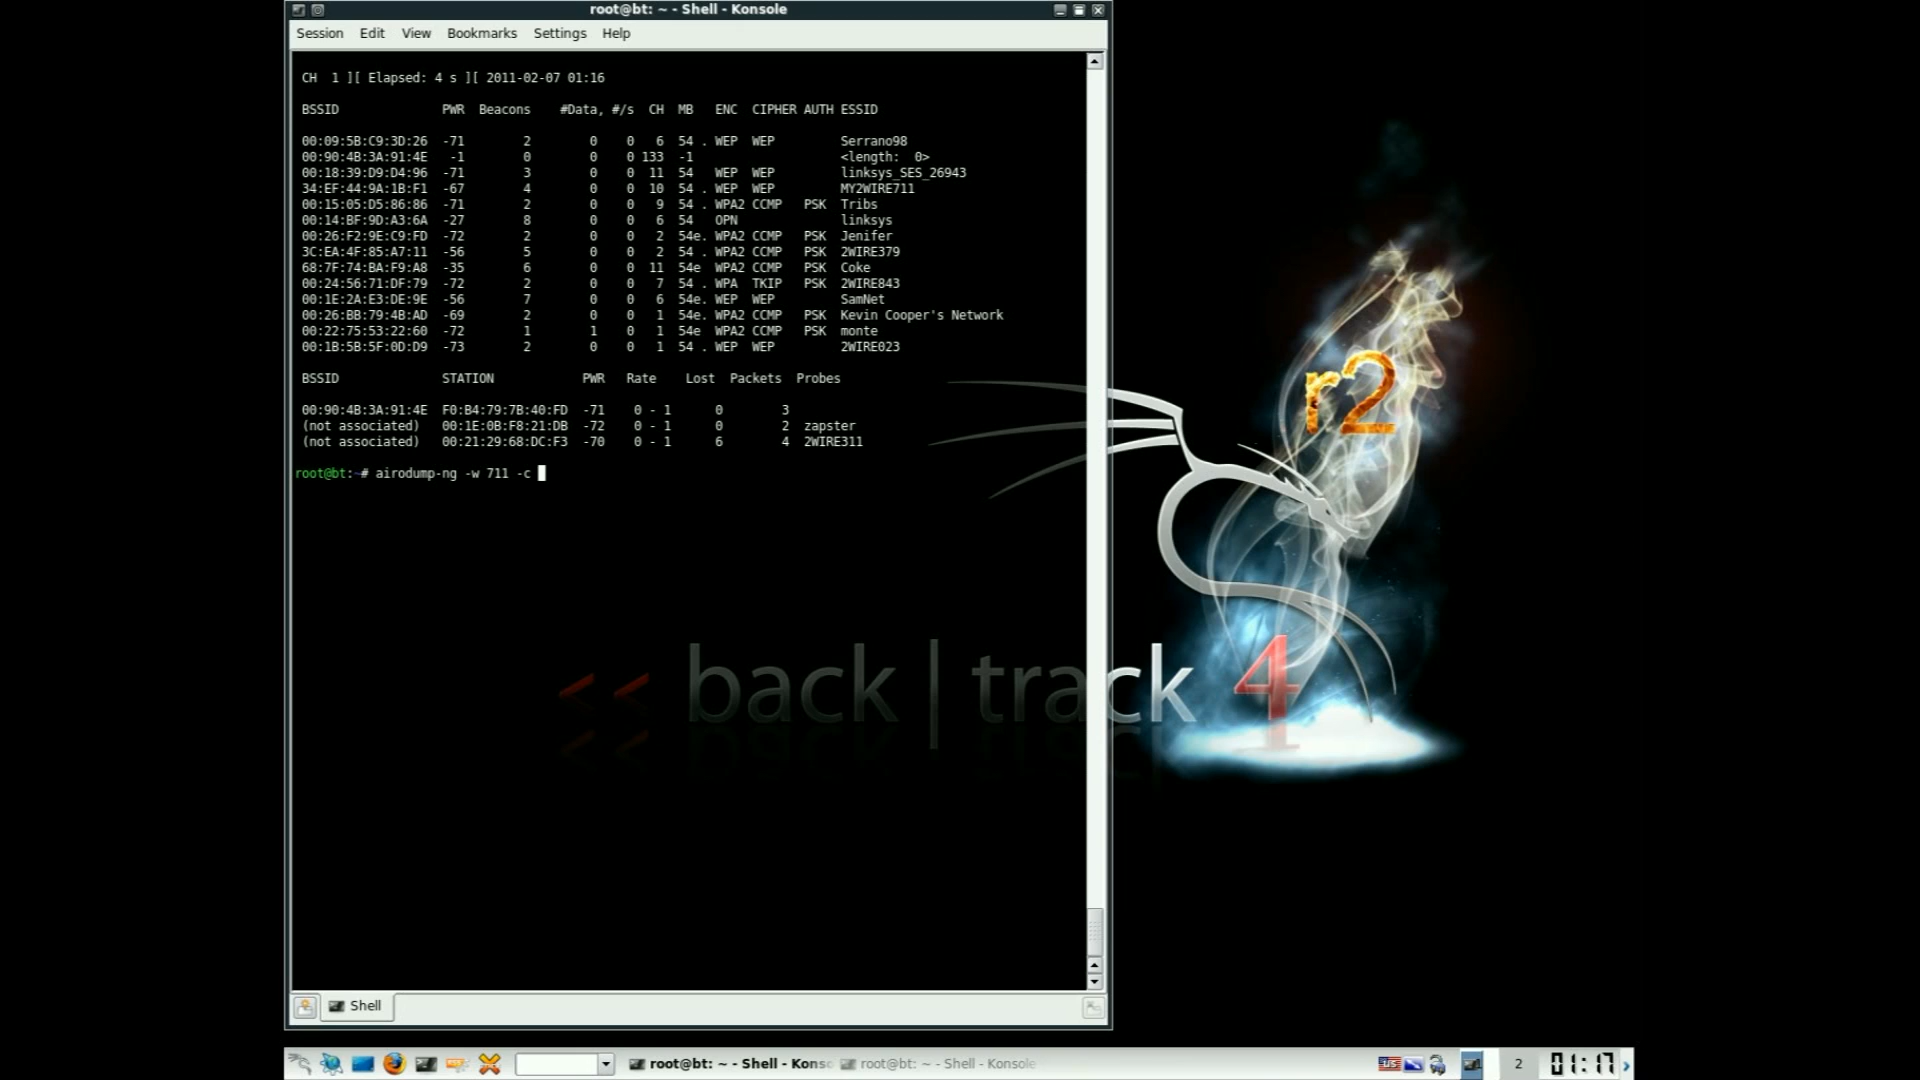 root@bt: ~ - Shell - Konsole
Session Edit View Bookmarks Settings Help
CH 1 ][ Elapsed: 4 s ][ 2011-02-07 01:16
BSSID PWR Beacons #Data, #/s CH MB ENC CIPHER AUTH ESSID
00:09:5B:C9:3D:26 -71 2 0 0 6 54 . WEP WEP Serrano98
00:90:4B:3A:91:4E -1 0 0 0 133 -1 <length: 0>
00:18:39:D9:D4:96 -71 3 0 0 11 54 WEP WEP linksys_SES_26943
34:EF:44:9A:1B:F1 -67 4 0 0 10 54 . WEP WEP MY2WIRE711
00:15:05:D5:86:86 -71 2 0 0 9 54 . WPA2 CCMP PSK Tribs
00:14:BF:9D:A3:6A -27 8 0 0 6 54 OPN linksys
00:26:F2:9E:C9:FD -72 2 0 0 2 54e. WPA2 CCMP PSK Jenifer
3C:EA:4F:85:A7:11 -56 5 0 0 2 54 . WPA2 CCMP PSK 2WIRE379
68:7F:74:BA:F9:A8 -35 6 0 0 11 54e WPA2 CCMP PSK Coke
00:24:56:71:DF:79 -72 2 0 0 7 54 . WPA TKIP PSK 2WIRE843
00:1E:2A:E3:DE:9E -56 7 0 0 6 54e. WEP WEP SamNet
00:26:BB:79:4B:AD -69 2 0 0 1 54e. WPA2 CCMP PSK Kevin Cooper's Network
00:22:75:53:22:60 -72 1 1 0 1 54e WPA2 CCMP PSK monte
00:1B:5B:5F:0D:D9 -73 2 0 0 1 54 . WEP WEP 2WIRE023
BSSID STATION PWR Rate Lost Packets Probes
00:90:4B:3A:91:4E F0:B4:79:7B:40:FD -71 0 - 1 0 3
(not associated) 00:1E:0B:F8:21:DB -72 0 - 1 0 2 zapster
(not associated) 00:21:29:68:DC:F3 -70 0 - 1 6 4 2WIRE311
root@bt:~# airodump-ng -w 711 -c
r2
<< back | track 4
Shell
root@bt: ~ - Shell - Konso
root@bt: ~ - Shell - Konsole
US
2
01:17